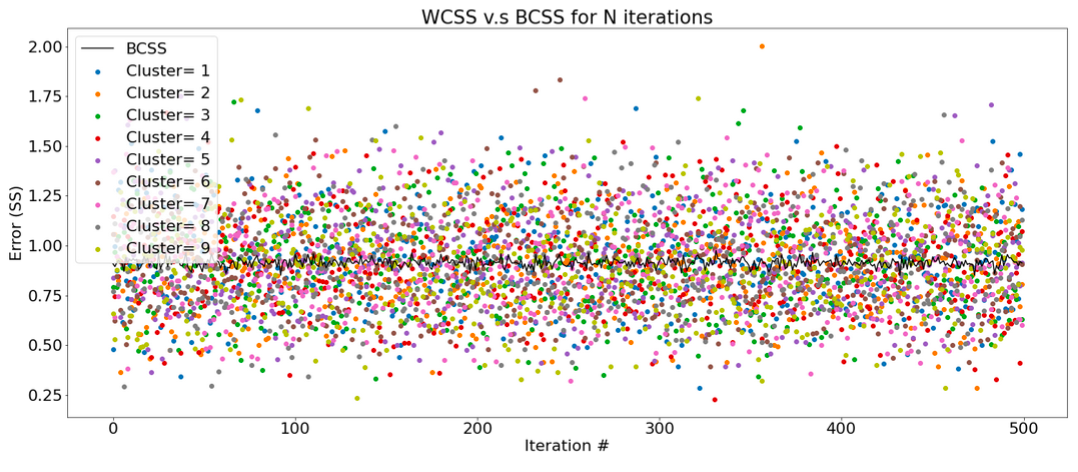 WCSS v.s BCSS for N iterations
BCSS
Cluster= 1
Cluster= 2
Cluster= 3
Cluster= 4
Cluster= 5
Cluster= 6
Cluster= 7
Cluster= 8
Cluster= 9
2.00
1.75
1.50
1.25
1.00
0.75
0.50
0.25
Error (SS)
0 100 200 300 400 500
Iteration #